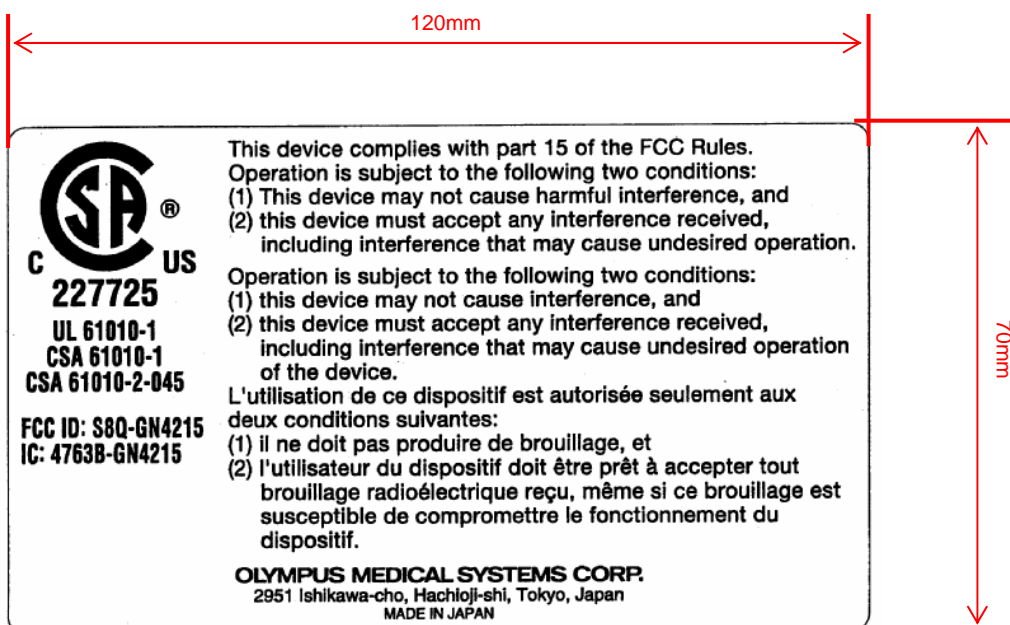 120mm
70mm
SA ®
C US
227725
UL 61010-1
CSA 61010-1
CSA 61010-2-045
FCC ID: S8Q-GN4215
IC: 4763B-GN4215
This device complies with part 15 of the FCC Rules.
Operation is subject to the following two conditions:
(1) This device may not cause harmful interference, and
(2) this device must accept any interference received,
including interference that may cause undesired operation.
Operation is subject to the following two conditions:
(1) this device may not cause interference, and
(2) this device must accept any interference received,
including interference that may cause undesired operation
of the device.
L'utilisation de ce dispositif est autorisée seulement aux
deux conditions suivantes:
(1) il ne doit pas produire de brouillage, et
(2) l'utilisateur du dispositif doit être prêt à accepter tout
brouillage radioélectrique reçu, même si ce brouillage est
susceptible de compromettre le fonctionnement du
dispositif.
OLYMPUS MEDICAL SYSTEMS CORP.
2951 Ishikawa-cho, Hachioji-shi, Tokyo, Japan
MADE IN JAPAN